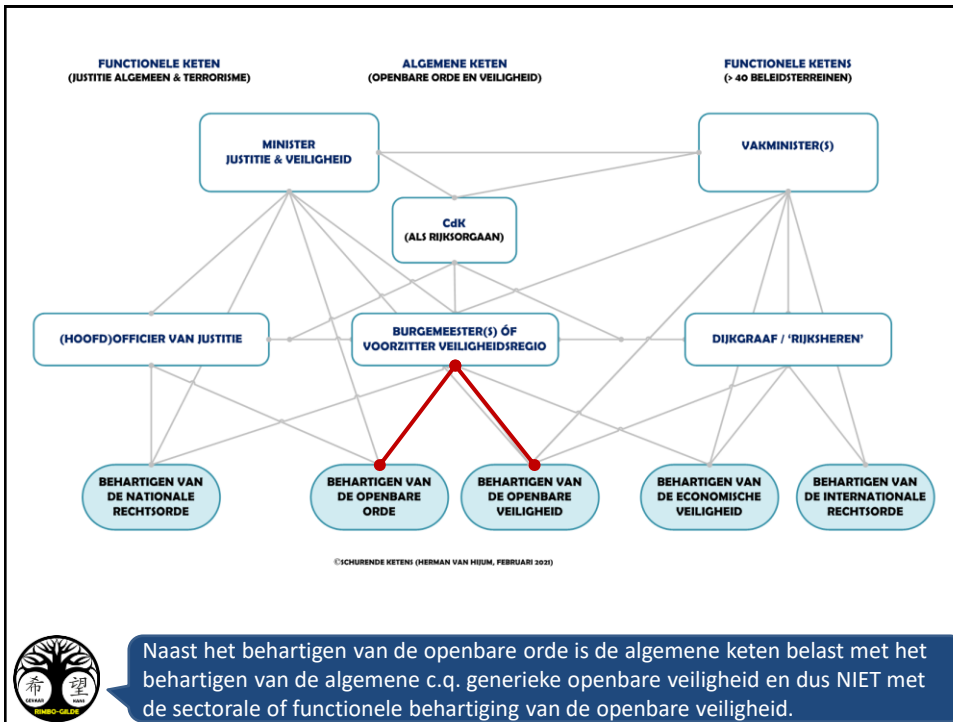 FUNCTIONELE KETEN
(JUSTITIE ALGEMEEN & TERRORISME)
ALGEMENE KETEN
(OPENBARE ORDE EN VEILIGHEID)
FUNCTIONELE KETENS
(> 40 BELEIDSTERREINEN)
MINISTER
JUSTITIE & VEILIGHEID
VAKMINISTER(S)
CdK
(ALS RIJKSORGAAN)
(HOOFD)OFFICIER VAN JUSTITIE
BURGEMEESTER(S) ÓF
VOORZITTER VEILIGHEIDSREGIO
DIJKGRAAF / ‘RIJKSHEREN’
BEHARTIGEN VAN
DE NATIONALE
RECHTSORDE
BEHARTIGEN VAN
DE OPENBARE
ORDE
BEHARTIGEN VAN
DE OPENBARE
VEILIGHEID
BEHARTIGEN VAN
DE ECONOMISCHE
VEILIGHEID
BEHARTIGEN VAN
DE INTERNATIONALE
RECHTSORDE
©SCHURENDE KETENS (HERMAN VAN HIJUM, FEBRUARI 2021)
希 望
GEVAAR KANS
RIMBO-GILDE
Naast het behartigen van de openbare orde is de algemene keten belast met het
behartigen van de algemene c.q. generieke openbare veiligheid en dus NIET met
de sectorale of functionele behartiging van de openbare veiligheid.